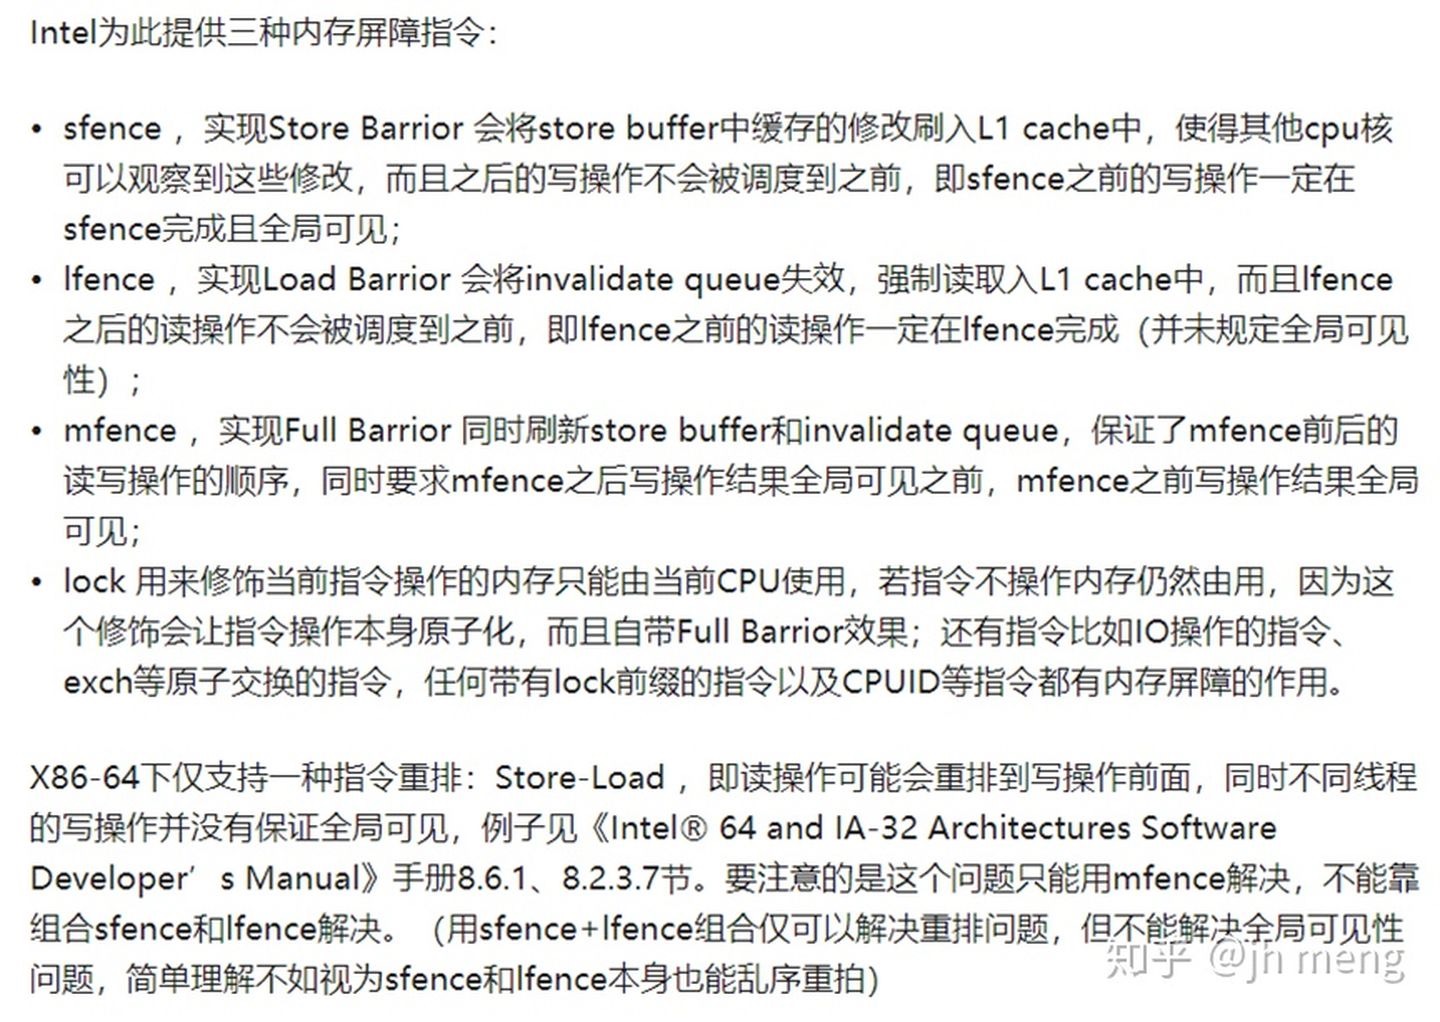 Intel为此提供三种内存屏障指令：
• sfence ，实现Store Barrior 会将store buffer中缓存的修改刷入L1 cache中，使得其他cpu核
可以观察到这些修改，而且之后的写操作不会被调度到之前，即sfence之前的写操作一定在
sfence完成且全局可见；
• lfence ，实现Load Barrior 会将invalidate queue失效，强制读取入L1 cache中，而且lfence
之后的读操作不会被调度到之前，即lfence之前的读操作一定在lfence完成（并未规定全局可见
性）；
• mfence ，实现Full Barrior 同时刷新store buffer和invalidate queue，保证了mfence前后的
读写操作的顺序，同时要求mfence之后写操作结果全局可见之前，mfence之前写操作结果全局
可见；
• lock 用来修饰当前指令操作的内存只能由当前CPU使用，若指令不操作内存仍然由用，因为这
个修饰会让指令操作本身原子化，而且自带Full Barrior效果；还有指令比如IO操作的指令、
exch等原子交换的指令，任何带有lock前缀的指令以及CPUID等指令都有内存屏障的作用。
X86-64下仅支持一种指令重排：Store-Load ，即读操作可能会重排到写操作前面，同时不同线程
的写操作并没有保证全局可见，例子见《Intel® 64 and IA-32 Architectures Software
Developer’s Manual》手册8.6.1、8.2.3.7节。要注意的是这个问题只能用mfence解决，不能靠
组合sfence和lfence解决。（用sfence+lfence组合仅可以解决重排问题，但不能解决全局可见性
问题，简单理解不如视为sfence和lfence本身也能乱序重拍）
知乎 @jh meng